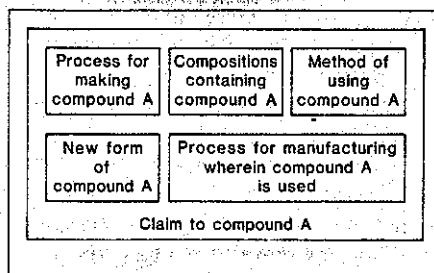 Process for
making
compound A
Compositions
containing
compound A
Method of
using
compound A
New form
of
compound A
Process for manufacturing
wherein compound A
is used
Claim to compound A